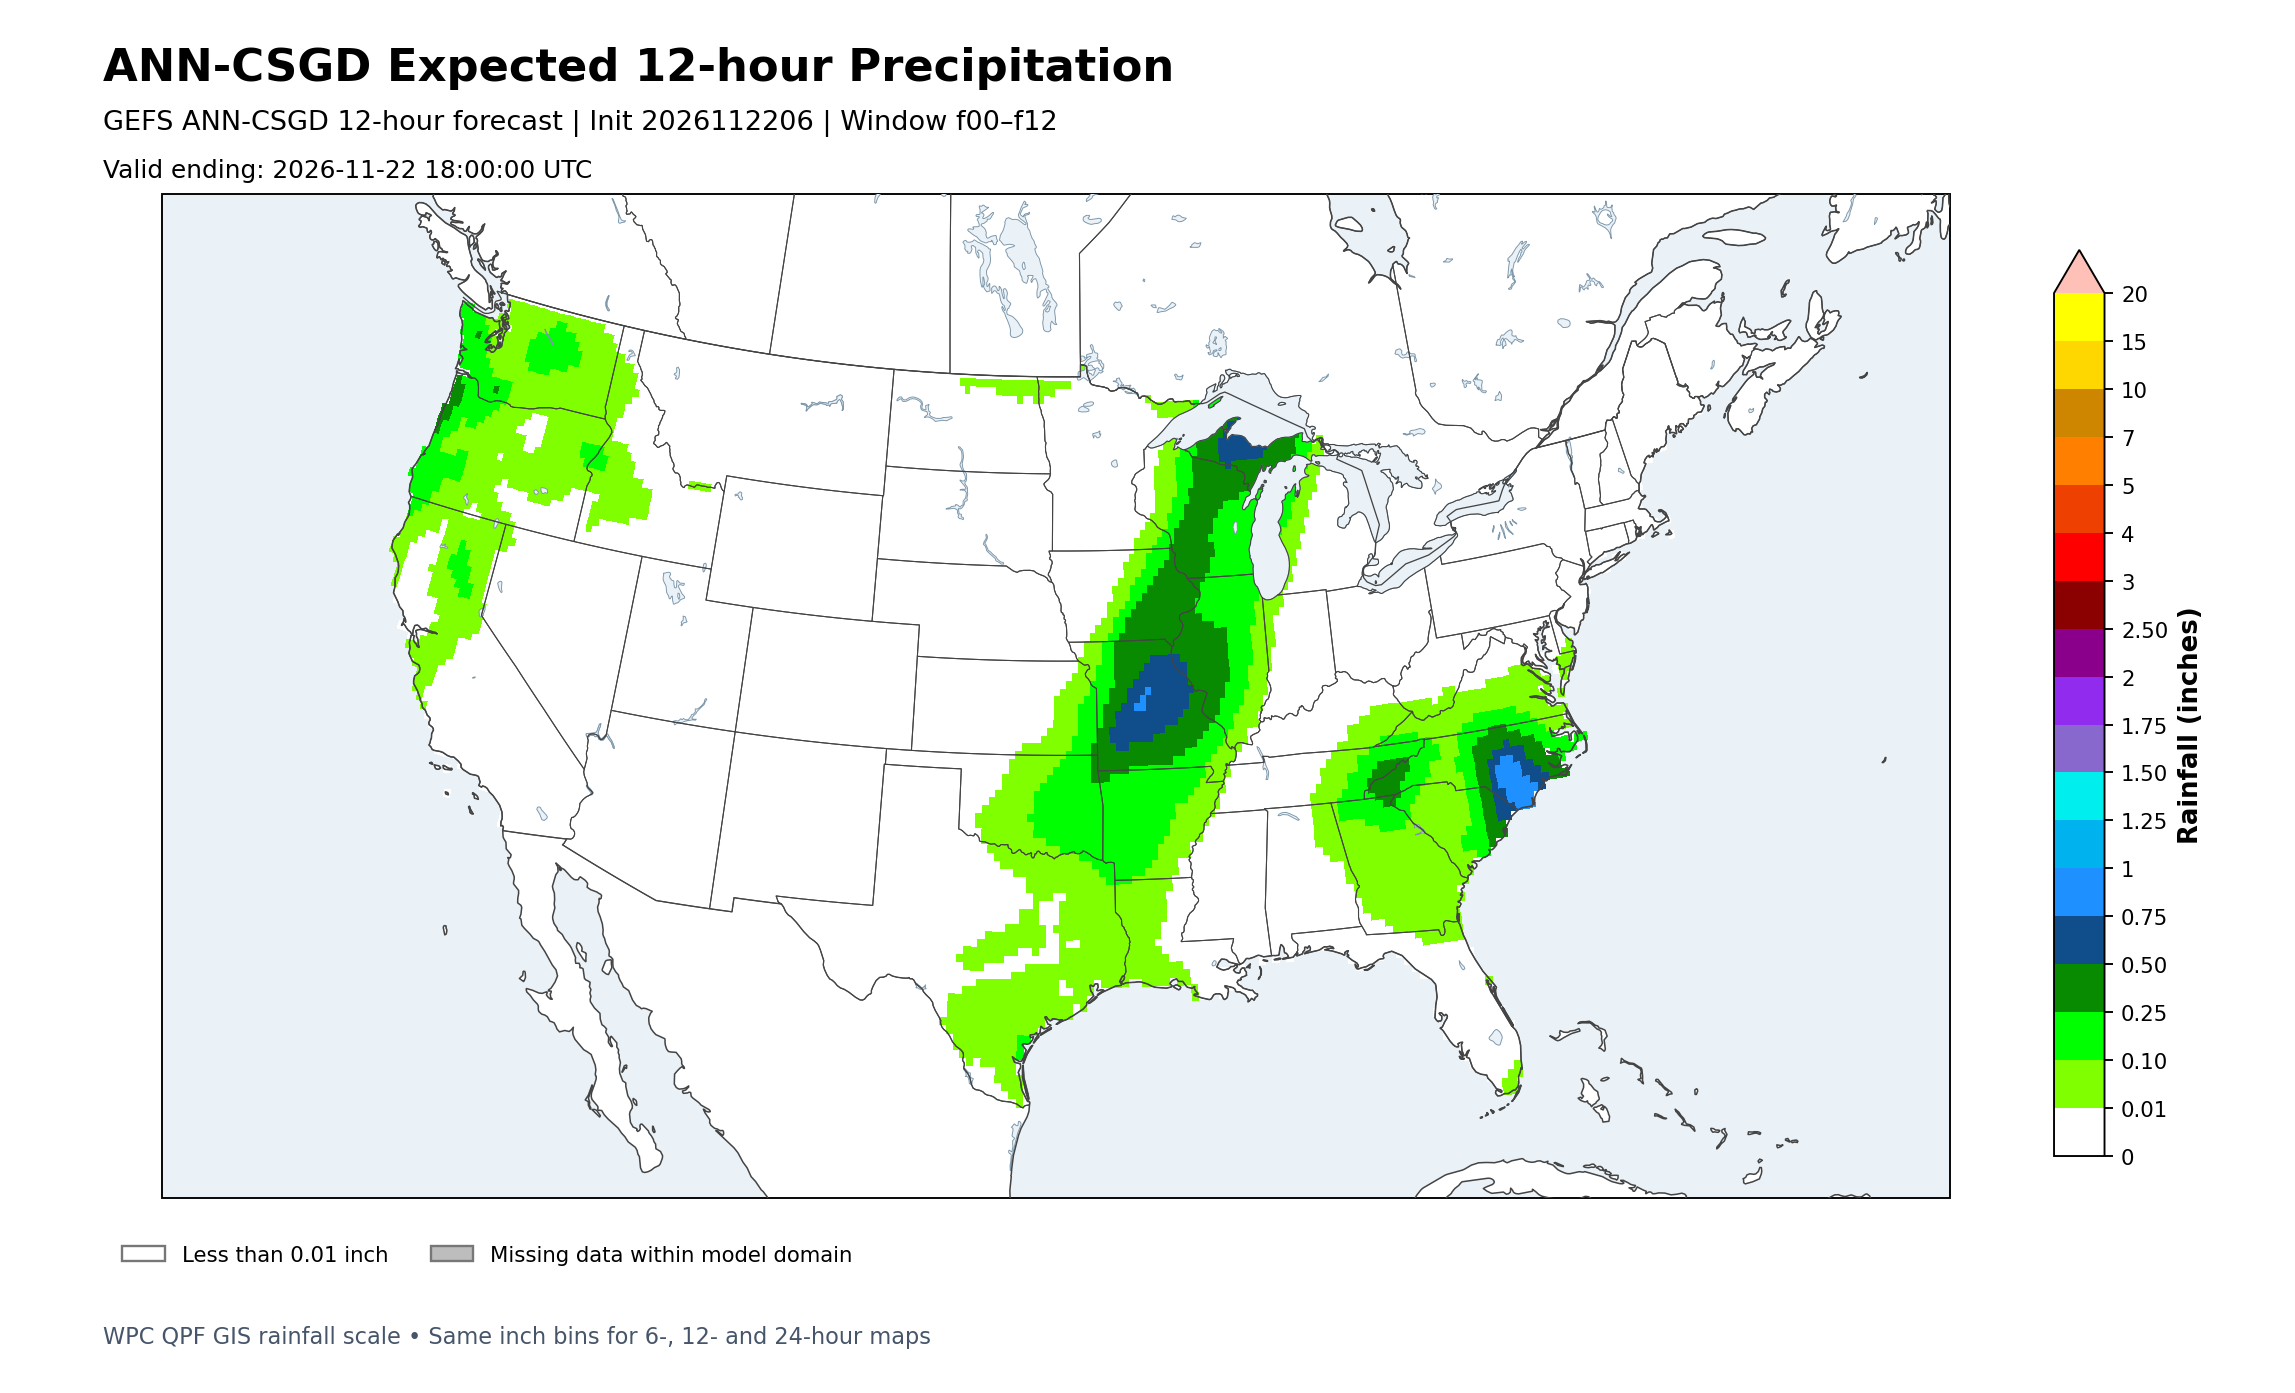 ANN-CSGD Expected 12-hour Precipitation
GEFS ANN-CSGD 12-hour forecast | Init 2026112206 | Window f00–f12
Valid ending: 2026-11-22 18:00:00 UTC
20
15
10
7
5
4
3
2.50
2
1.75
1.50
1.25
1
0.75
0.50
0.25
0.10
0.01
0
Rainfall (inches)
Less than 0.01 inch
Missing data within model domain
WPC QPF GIS rainfall scale • Same inch bins for 6-, 12- and 24-hour maps